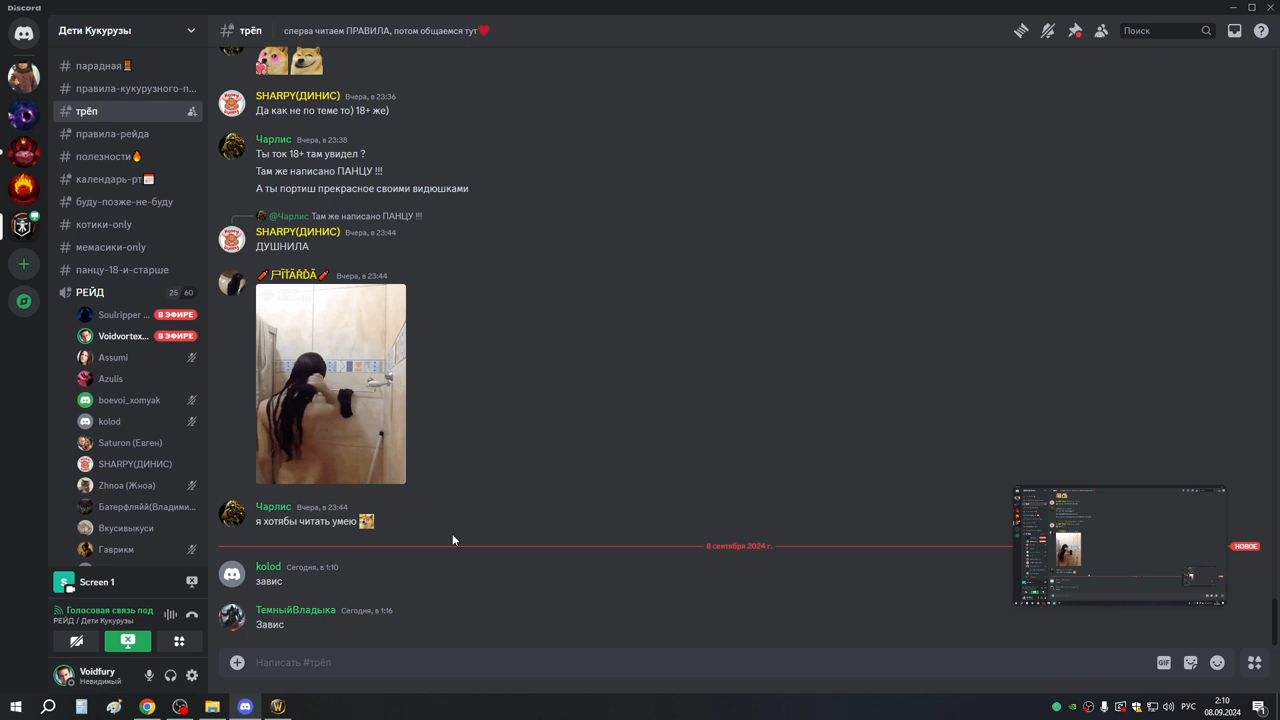 Discord
Дети Кукурузы
трёп
сперва читаем ПРАВИЛА, потом общаемся тут
Поиск
парадная
правила-кукурузного-п...
трёп
правила-рейда
полезности
календарь-рт
буду-позже-не-буду
котики-only
мемасики-only
панцу-18-и-старше
РЕЙД
25 60
Soulripper ...
В ЭФИРЕ
Voidvortex...
В ЭФИРЕ
Assumi
Azulis
boevoi_xomyak
kolod
Saturon (Евген)
SHARPY(ДИНИС)
Zhnoa (Жноа)
Батерфляйй(Владими...
Вкусивыкуси
Гаврикм
Screen 1
Голосовая связь под
РЕЙД / Дети Кукурузы
Voidfury
Невидимый
SHARPY(ДИНИС) Вчера, в 23:36
Да как не по теме то) 18+ же)
Чарлис Вчера, в 23:38
Ты ток 18+ там увидел ?
Там же написано ПАНЦУ !!!
А ты портиш прекрасное своими видюшками
@Чарлис Там же написано ПАНЦУ !!!
SHARPY(ДИНИС) Вчера, в 23:44
ДУШНИЛА
Вчера, в 23:44
Чарлис Вчера, в 23:44
я хотябы читать умею
8 сентября 2024 г.
НОВОЕ
kolod Сегодня, в 1:10
завис
ТемныйВладыка Сегодня, в 1:16
Завис
Написать #трёп
GIF
РУС
2:10
08.09.2024